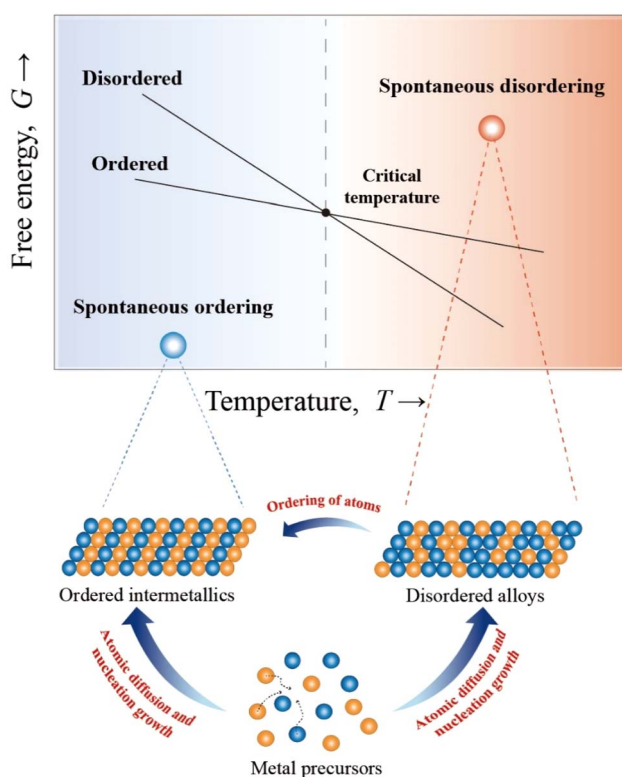 Free energy, G →
Disordered
Ordered
Spontaneous disordering
Critical
temperature
Spontaneous ordering
Temperature, T →
Ordering of atoms
Ordered intermetallics
Disordered alloys
Atomic diffusion and
nucleation growth
Atomic diffusion and
nucleation growth
Metal precursors